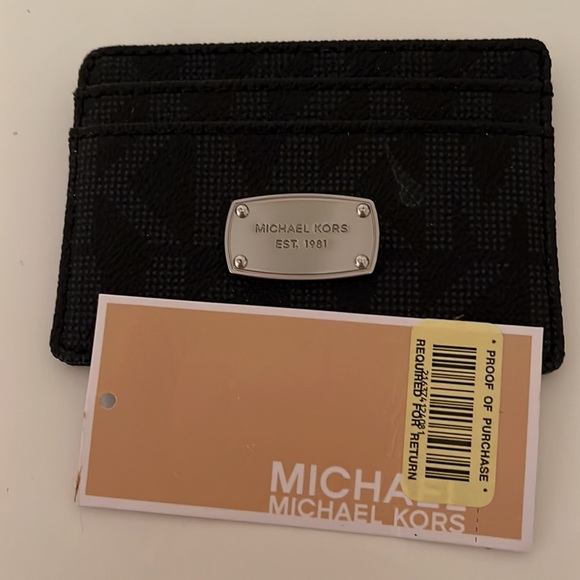 MICHAEL KORS
EST. 1981
MICHAEL
MICHAEL KORS
* PROOF OF PURCHASE *
REQUIRED FOR RETURN